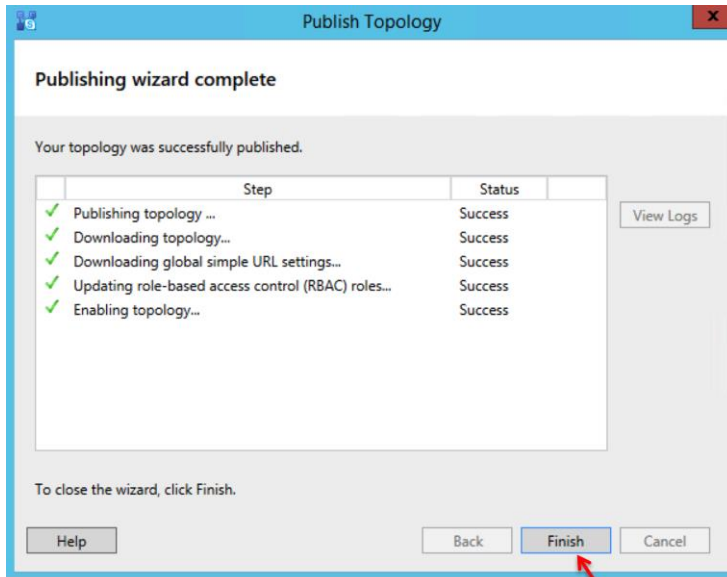 Publish Topology
x
Publishing wizard complete
Your topology was successfully published.
Step Status
Publishing topology ... Success
Downloading topology... Success
Downloading global simple URL settings... Success
Updating role-based access control (RBAC) roles... Success
Enabling topology... Success
View Logs
To close the wizard, click Finish.
Help Back Finish Cancel